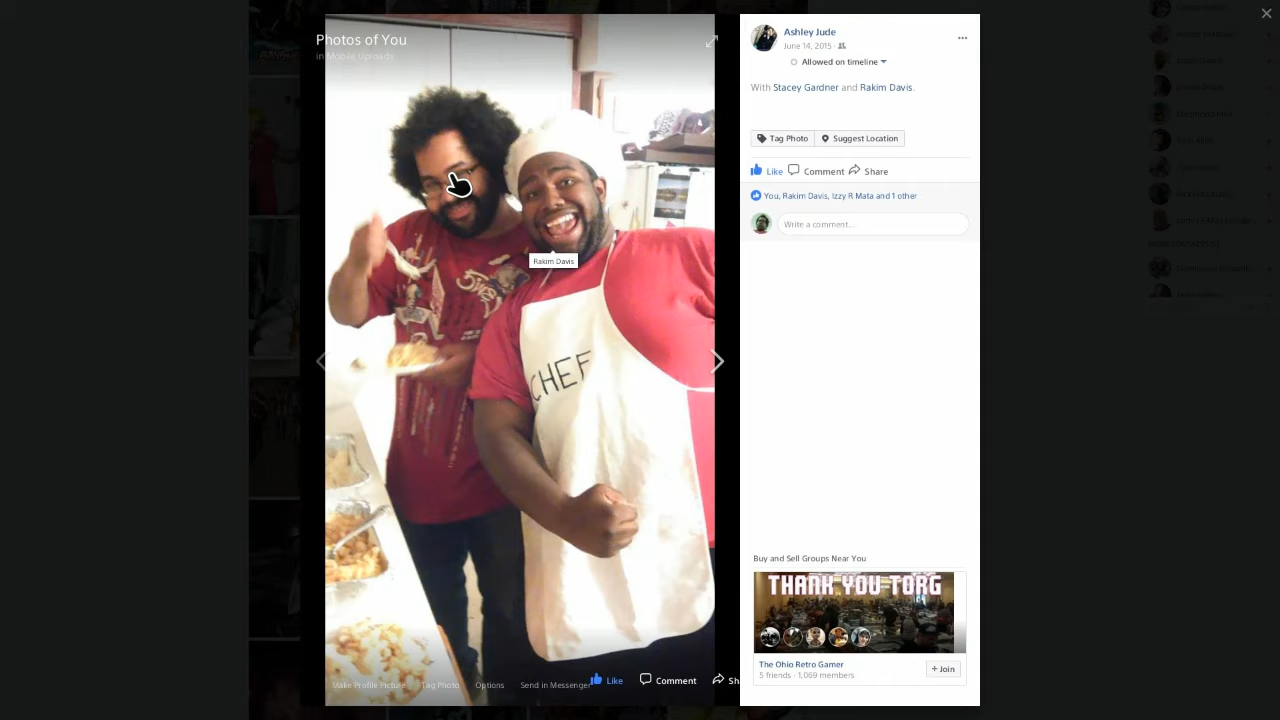 Photos of You
in Mobile Uploads
Rakim Davis
CHEF
Make Profile Picture Tag Photo Options Send in Messenger
Like Comment Sh
Ashley Jude
June 14, 2015 ·
Allowed on timeline
With Stacey Gardner and Rakim Davis.
Tag Photo Suggest Location
Like Comment Share
You, Rakim Davis, Izzy R Mata and 1 other
Write a comment...
Buy and Sell Groups Near You
THANK YOU TORG
The Ohio Retro Gamer
5 friends · 1,069 members
+ Join